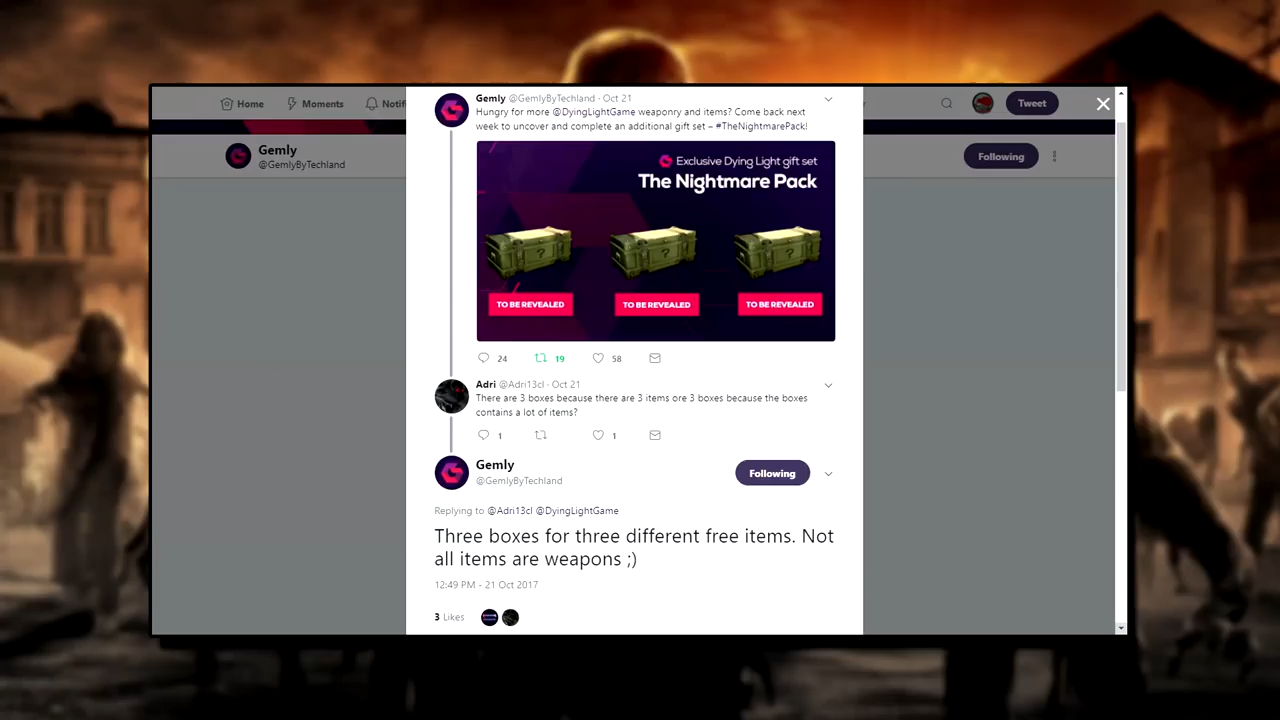 Home
Moments
Notifi
Tweet
Gemly
@GemlyByTechland
Following
Gemly @GemlyByTechland · Oct 21
Hungry for more @DyingLightGame weaponry and items? Come back next
week to uncover and complete an additional gift set – #TheNightmarePack!
Exclusive Dying Light gift set
The Nightmare Pack
? ? ?
TO BE REVEALED TO BE REVEALED TO BE REVEALED
24 19 58
Adri @Adri13cl · Oct 21
There are 3 boxes because there are 3 items ore 3 boxes because the boxes
contains a lot of items?
1 1
Gemly
@GemlyByTechland
Following
Replying to @Adri13cl @DyingLightGame
Three boxes for three different free items. Not
all items are weapons ;)
12:49 PM - 21 Oct 2017
3 Likes